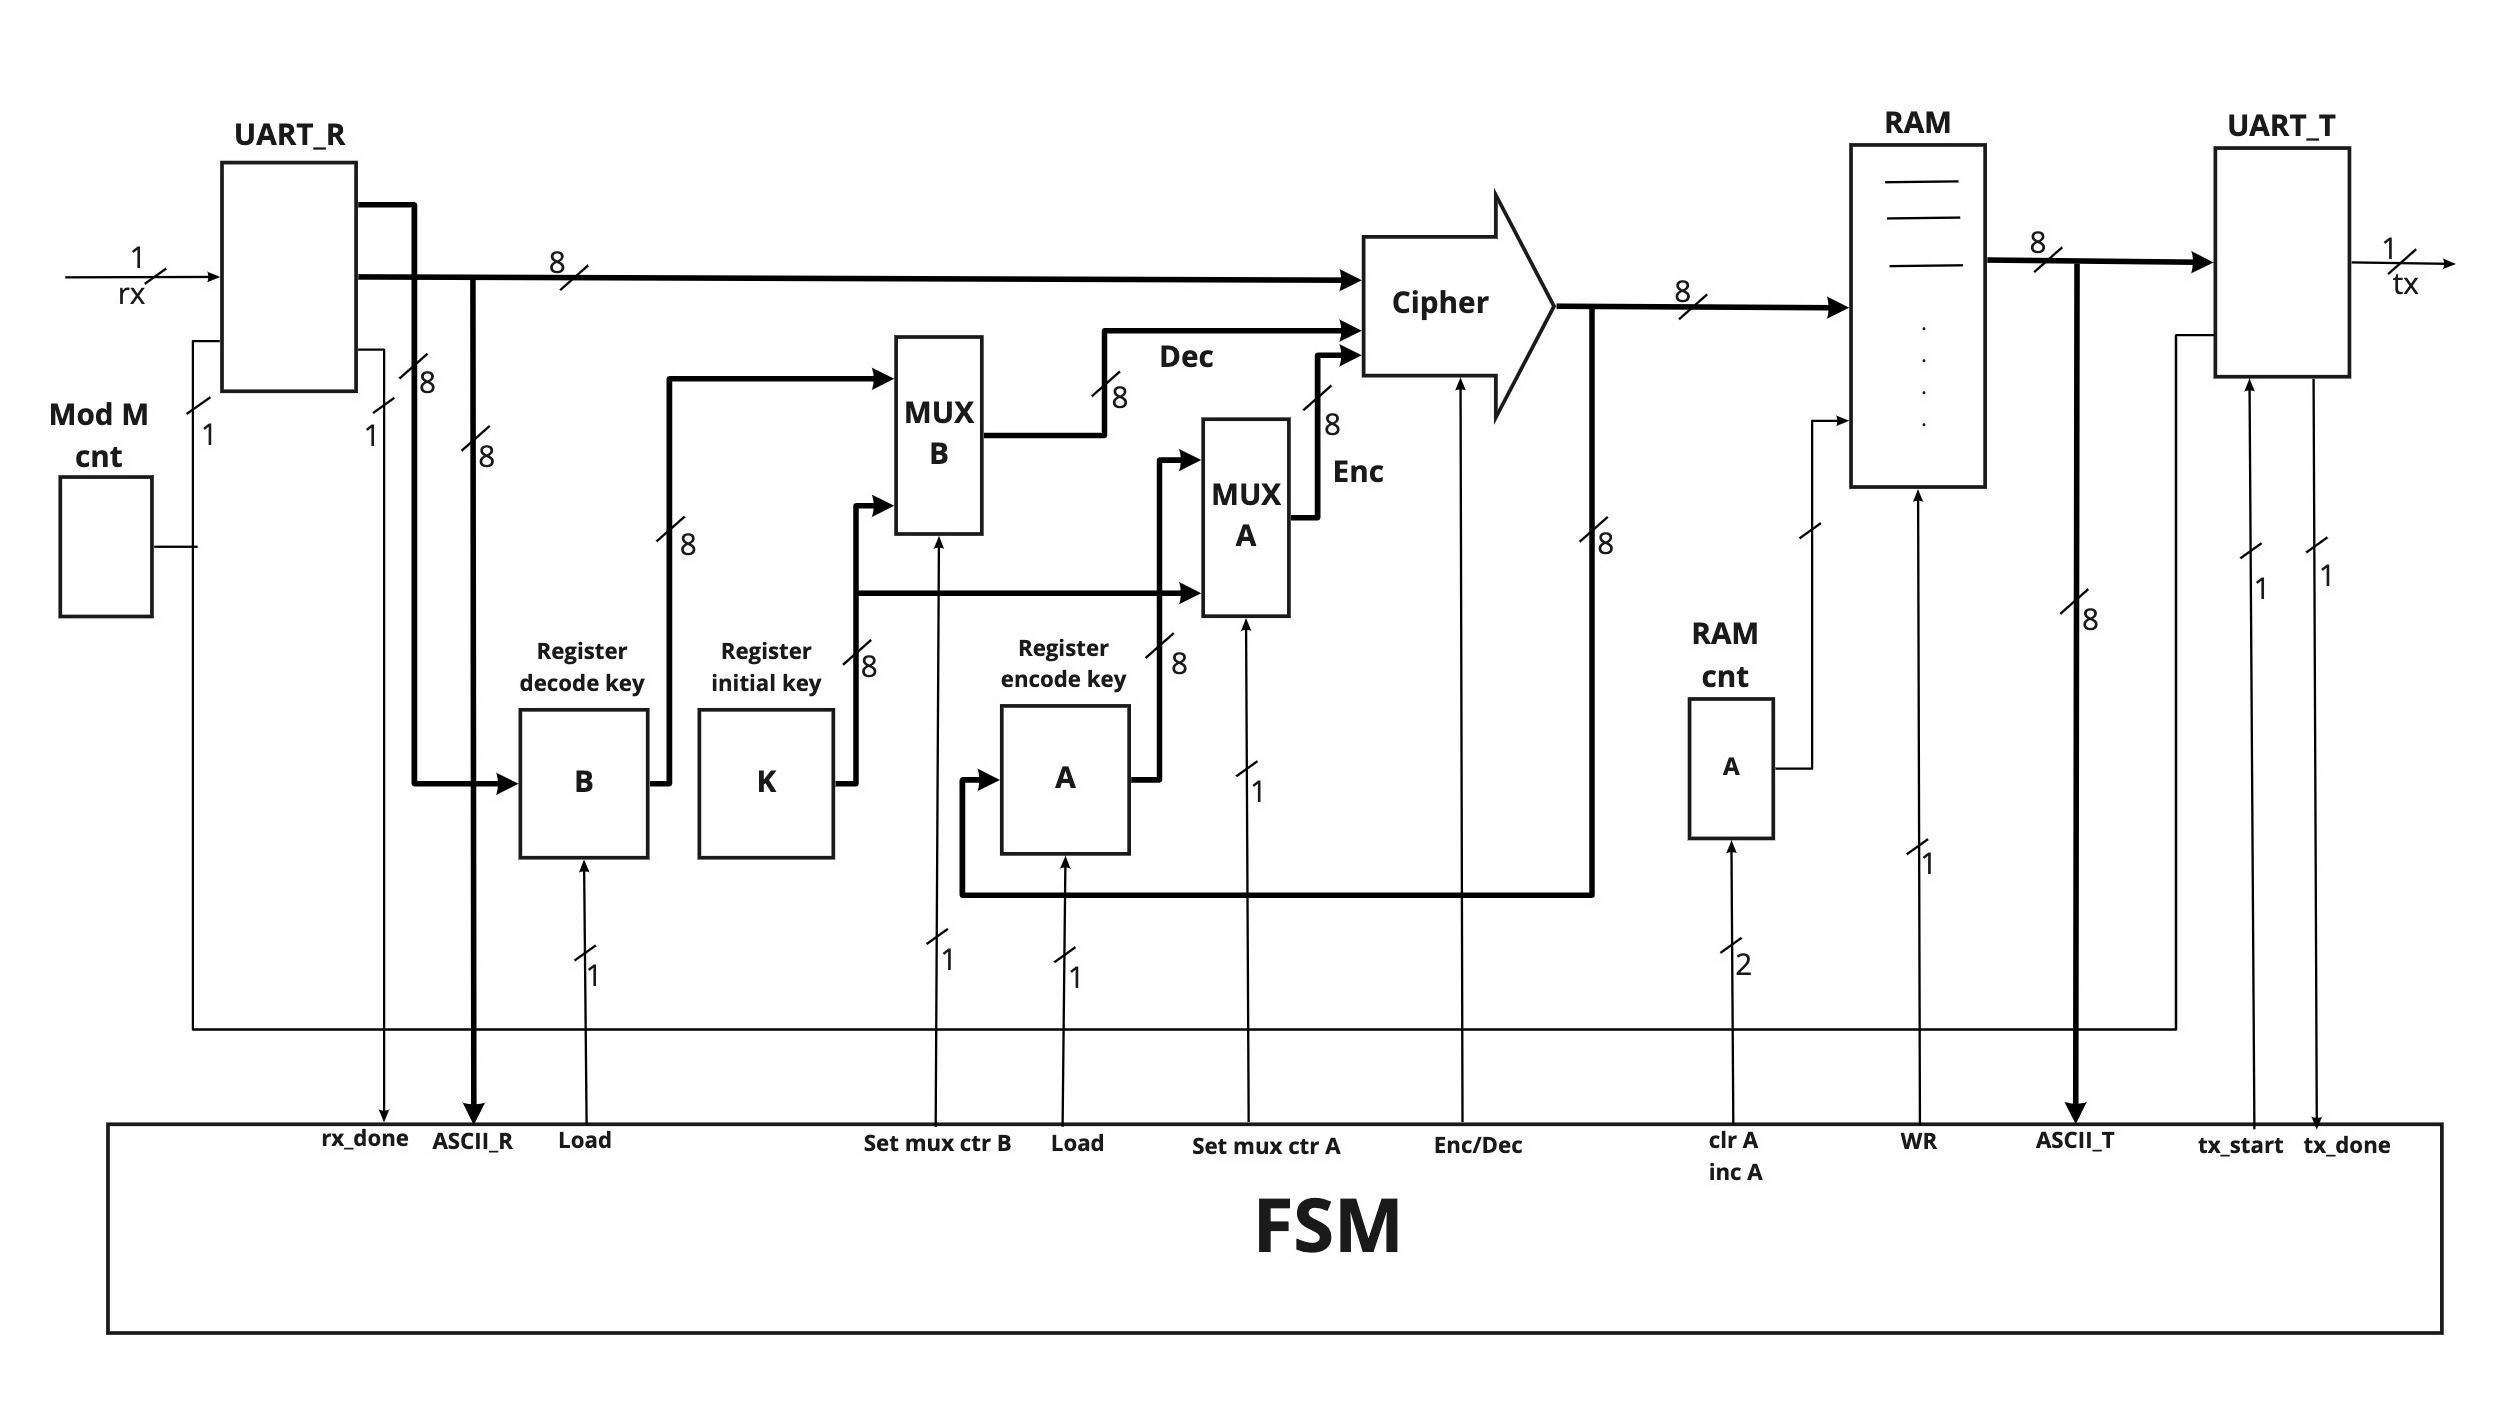 UART_R
RAM
UART_T
1
rx
8
8
8
1
tx
Cipher
8
Dec
8
8
MUX
B
Enc
8
MUX
A
Mod M
cnt
1
1
8
8
8
1
1
8
RAM
cnt
Register
decode key
Register
initial key
8
Register
encode key
8
B
K
A
A
1
1
1
1
1
2
rx_done
ASCII_R
Load
Set mux ctr B
Load
Set mux ctr A
Enc/Dec
clr A
inc A
WR
ASCII_T
tx_start
tx_done
FSM